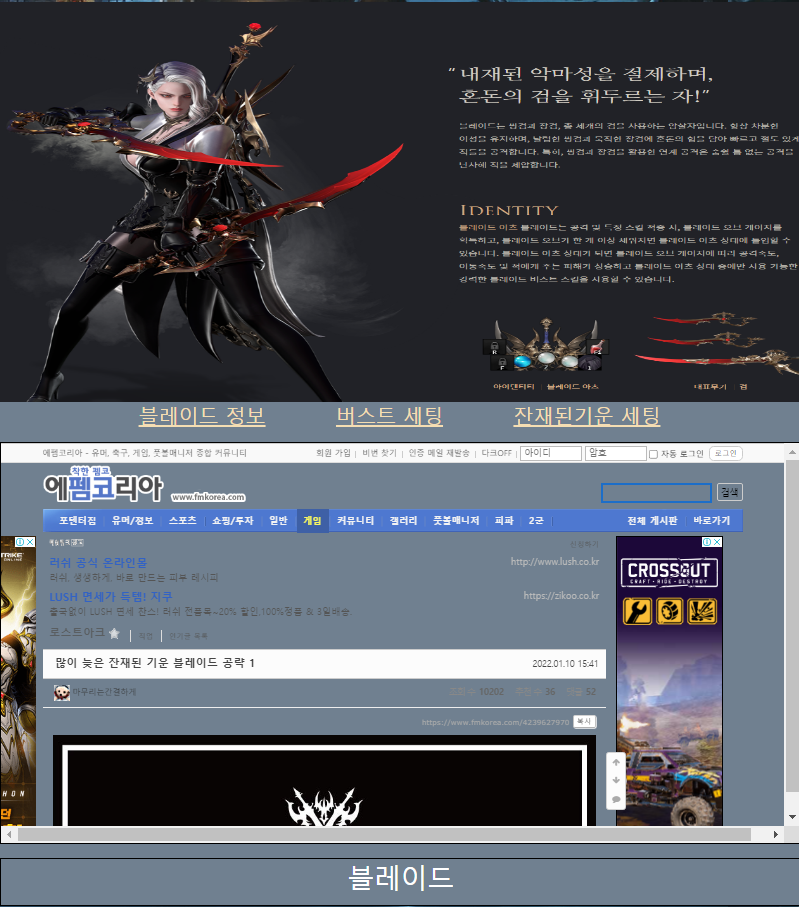 "내재된 악마성을 절제하며,
혼돈의 검을 휘두르는 자!"
블레이드는 쌍검과 장검, 총 세개의 검을 사용하는 암살자입니다. 항상 차분한
이성을 유지하며, 날렵한 쌍검과 묵직한 장검에 혼돈의 힘을 담아 빠르고 절도 있게
적들을 공격합니다. 특히, 쌍검과 장검을 활용한 연계 공격은 숨쉴 틈 없는 공격을
난사해 적을 제압합니다.
IDENTITY
블레이드 아츠 블레이드는 공격 및 특정 스킬 적중 시, 블레이드 오브 게이지를
획득하고, 블레이드 오브가 한 개 이상 채워지면 블레이드 아츠 상태에 돌입할 수
있습니다. 블레이드 아츠 상태가 되면 블레이드 오브 게이지에 따라 공격속도,
이동속도 및 적에게 주는 피해가 상승하고 블레이드 아츠 상태 중에만 사용 가능한
강력한 블레이드 버스트 스킬을 사용할 수 있습니다.
아이덴티티 | 블레이드 아츠
대표무기 | 검
블레이드 정보 버스트 세팅 잔재된기운 세팅
에펨코리아 - 유머, 축구, 게임, 풋볼매니저 종합 커뮤니티 회원 가입 | 비번 찾기 | 인증 메일 재발송 | 다크OFF | 아이디 암호 자동 로그인 로그인
착한 펨코
에펨코리아 www.fmkorea.com
검색
포텐터짐 유머/정보 스포츠 쇼핑/투자 일반 게임 커뮤니티 갤러리 풋볼매니저 피파 2군 전체 게시판 바로가기
신청하기
러쉬 공식 온라인몰 http://www.lush.co.kr
러쉬, 생생하게, 바로 만드는 피부 레시피
LUSH 면세가 득템! 지쿠 https://zikoo.co.kr
출국없이 LUSH 면세 찬스! 러쉬 전품목~20% 할인,100%정품 & 3일배송.
로스트아크
많이 늦은 잔재된 기운 블레이드 공략 1 2022.01.10 15:41
마무리는간결하게 조회 수 10202 추천 수 36 댓글 52
https://www.fmkorea.com/4239627970 복사
CROSSOUT
CRAFT · RIDE · DESTROY
블레이드